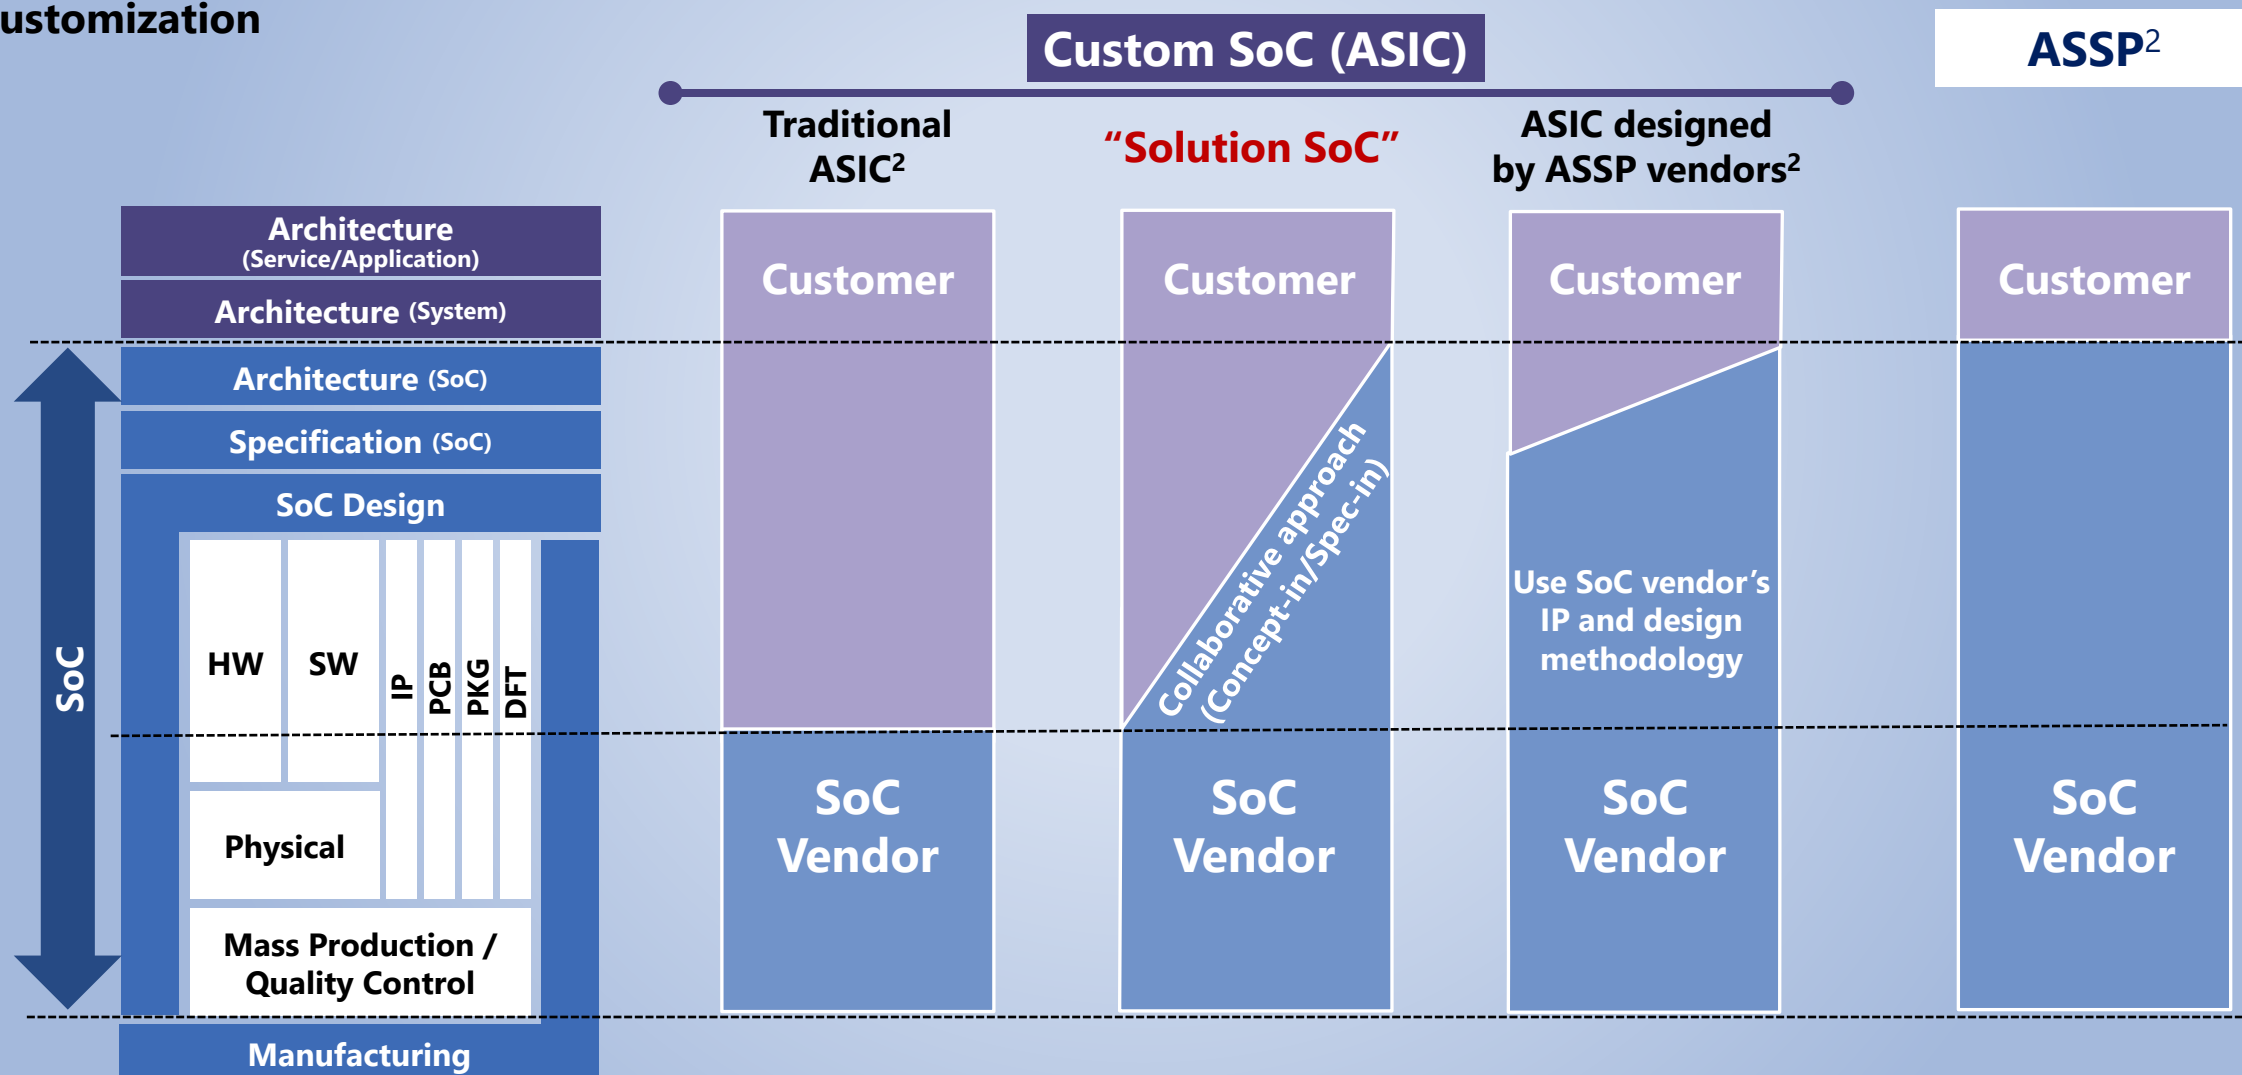 ustomization
Custom SoC (ASIC)
ASSP²
Traditional
ASIC²
“Solution SoC”
ASIC designed
by ASSP vendors²
Architecture
(Service/Application)
Architecture (System)
Architecture (SoC)
Specification (SoC)
SoC Design
HW
SW
IP
PCB
PKG
DFT
Physical
Mass Production /
Quality Control
Manufacturing
SoC
Customer
SoC
Vendor
Customer
Collaborative approach
(Concept-in/Spec-in)
SoC
Vendor
Customer
Use SoC vendor’s
IP and design
methodology
SoC
Vendor
Customer
SoC
Vendor